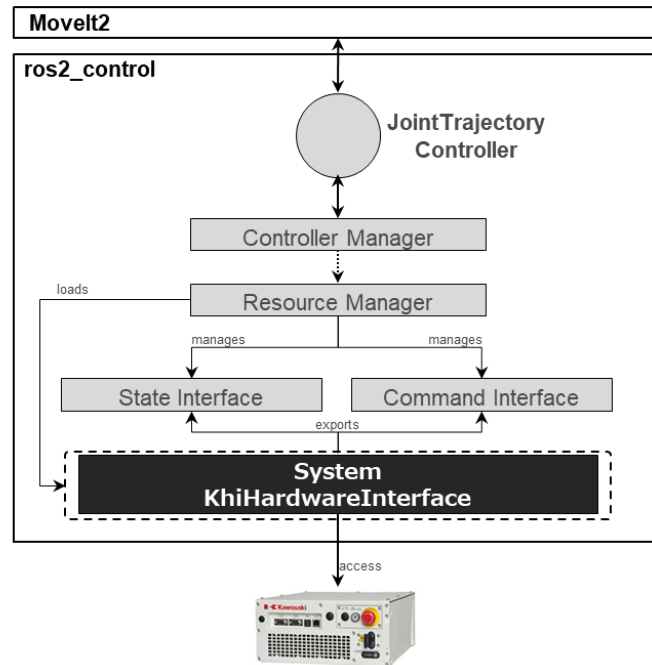 MoveIt2
ros2_control
JointTrajectory
Controller
Controller Manager
loads
Resource Manager
manages
manages
State Interface
Command Interface
exports
System
KhiHardwareInterface
access
Kawasaki